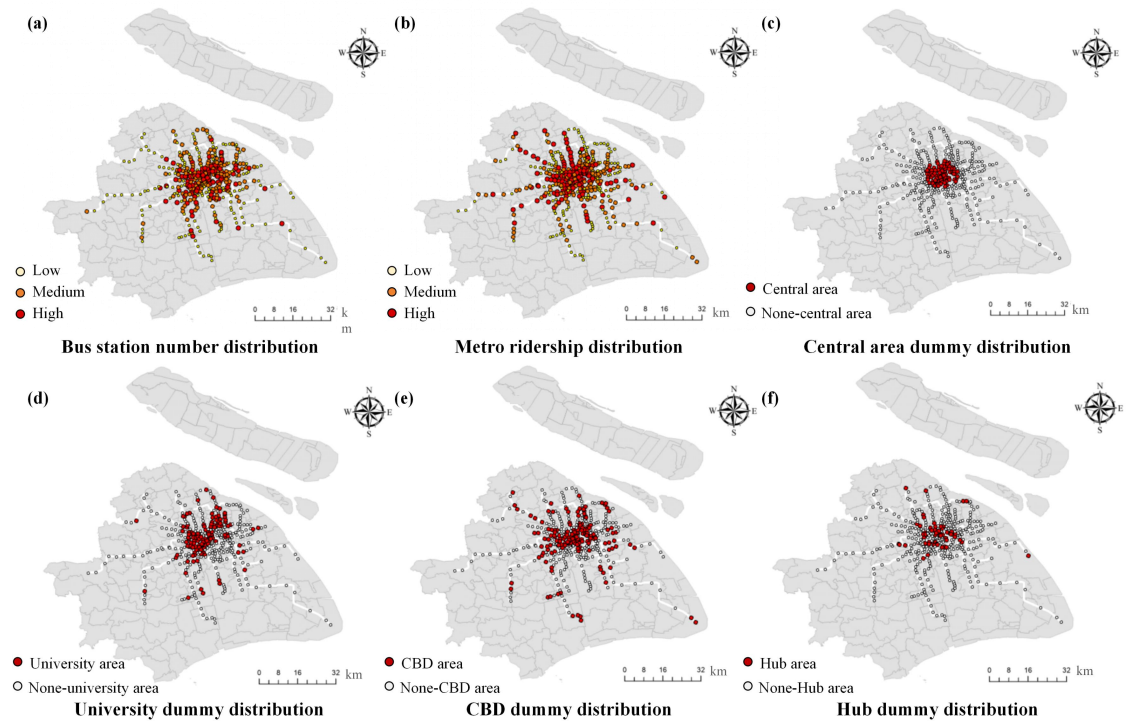 (a)
N
W E
S
Low
Medium
High
0 8 16 32 k
m
Bus station number distribution
(b)
N
W E
S
Low
Medium
High
0 8 16 32 km
Metro ridership distribution
(c)
N
W E
S
Central area
None-central area
0 8 16 32 km
Central area dummy distribution
(d)
N
W E
S
University area
None-university area
0 8 16 32 km
University dummy distribution
(e)
N
W E
S
CBD area
None-CBD area
0 8 16 32 km
CBD dummy distribution
(f)
N
W E
S
Hub area
None-Hub area
0 8 16 32 km
Hub dummy distribution